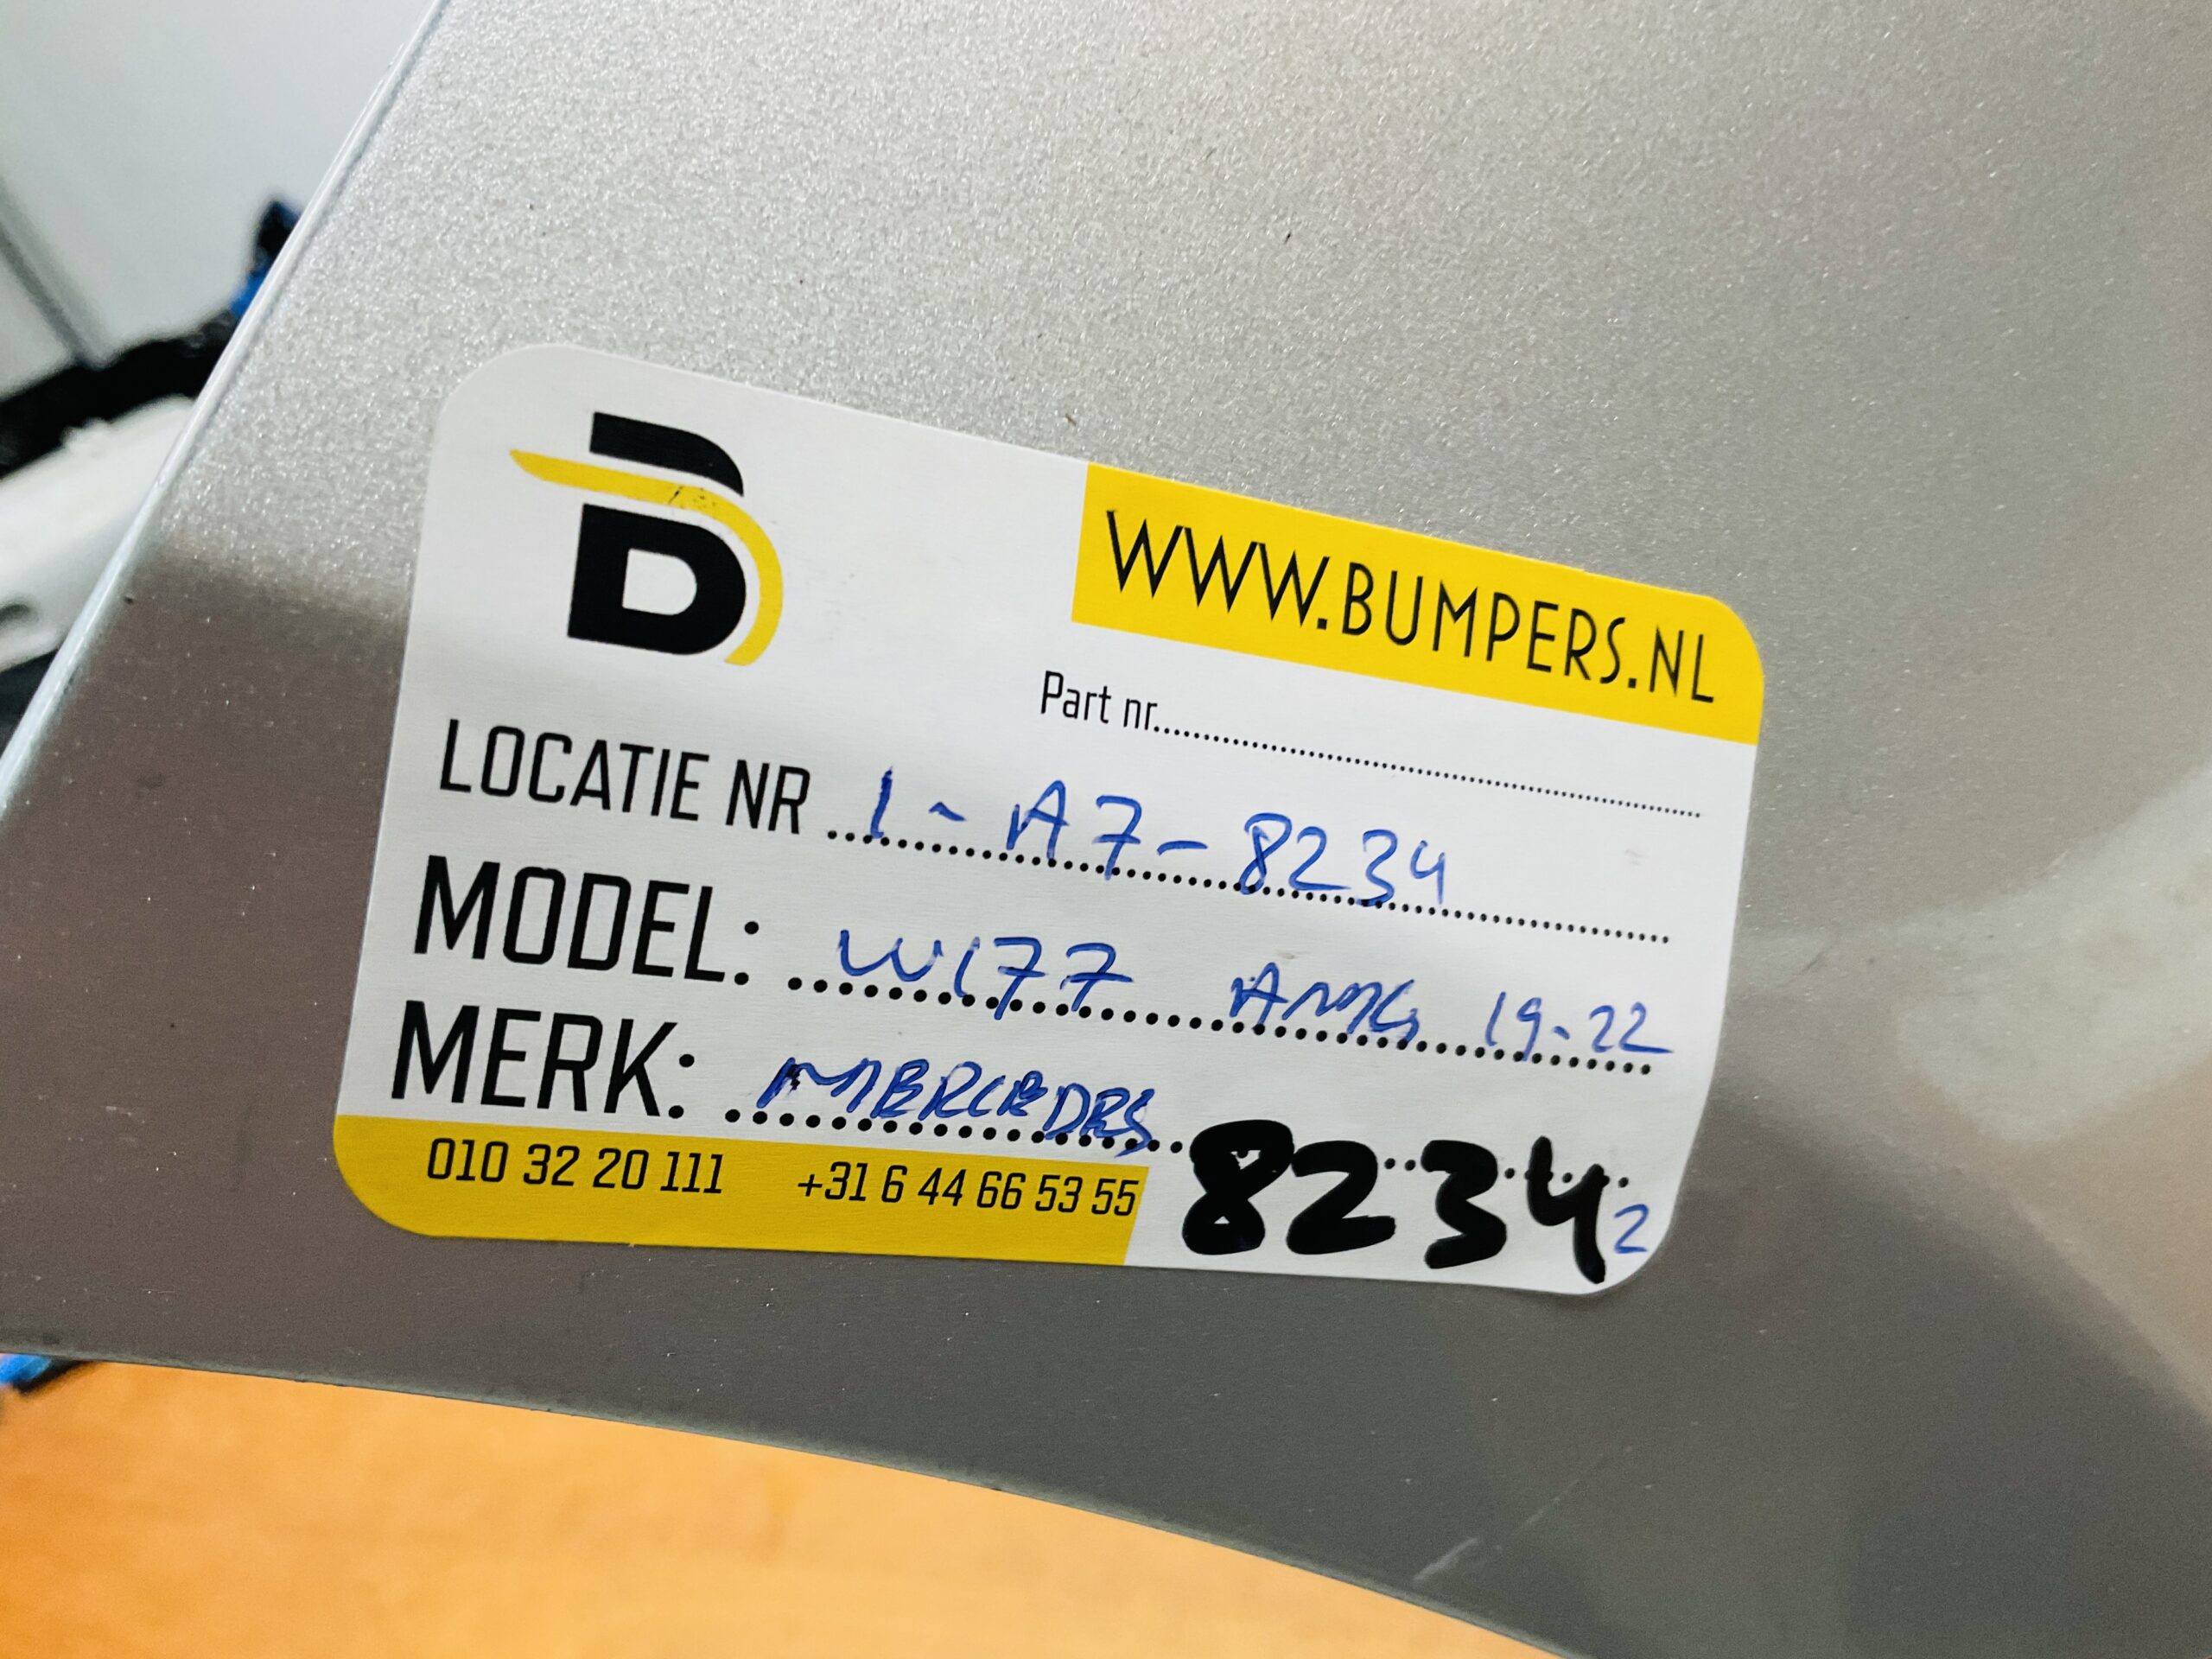 B
WWW.BUMPERS.NL
Part nr.......................................................
LOCATIE NR 1 - A7 - 8234
MODEL: W177 AMG 19-22
MERK: MERCEDES
010 32 20 111 +31 6 44 66 53 55 8234 2